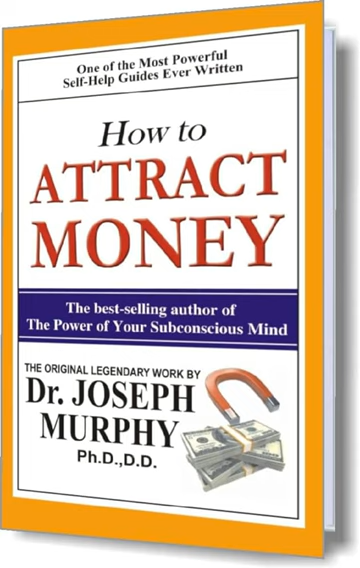 One of the Most Powerful
Self-Help Guides Ever Written
How to
ATTRACT
MONEY
The best-selling author of
The Power of Your Subconscious Mind
THE ORIGINAL LEGENDARY WORK BY
Dr. JOSEPH
MURPHY
Ph.D.,D.D.